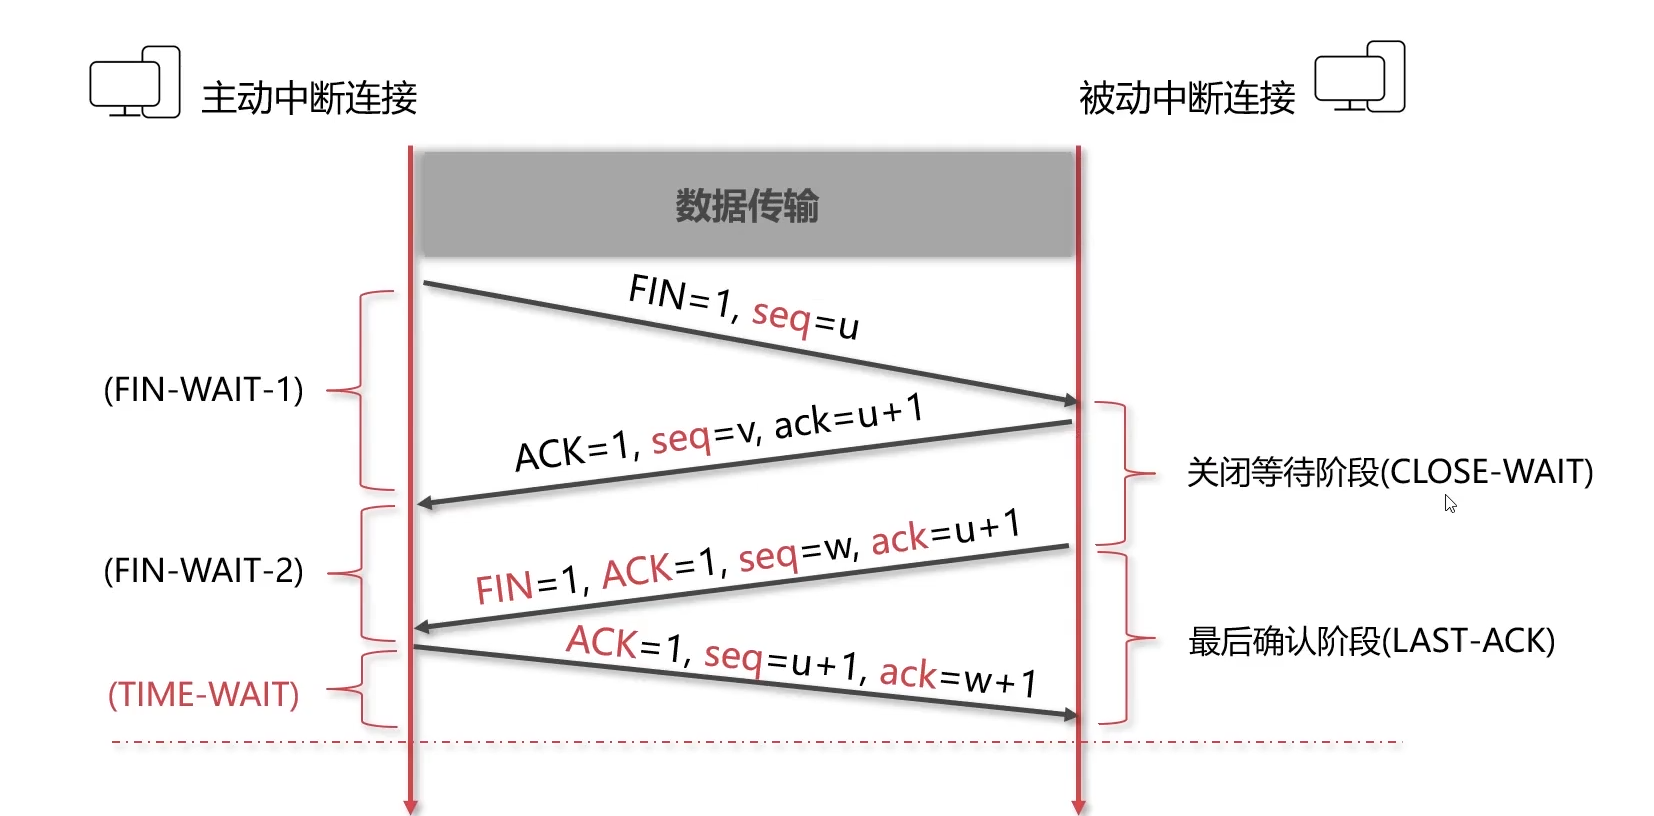 主动中断连接
被动中断连接
数据传输
FIN=1, seq=u
(FIN-WAIT-1)
ACK=1, seq=v, ack=u+1
关闭等待阶段(CLOSE-WAIT)
FIN=1, ACK=1, seq=w, ack=u+1
(FIN-WAIT-2)
ACK=1, seq=u+1, ack=w+1
最后确认阶段(LAST-ACK)
(TIME-WAIT)